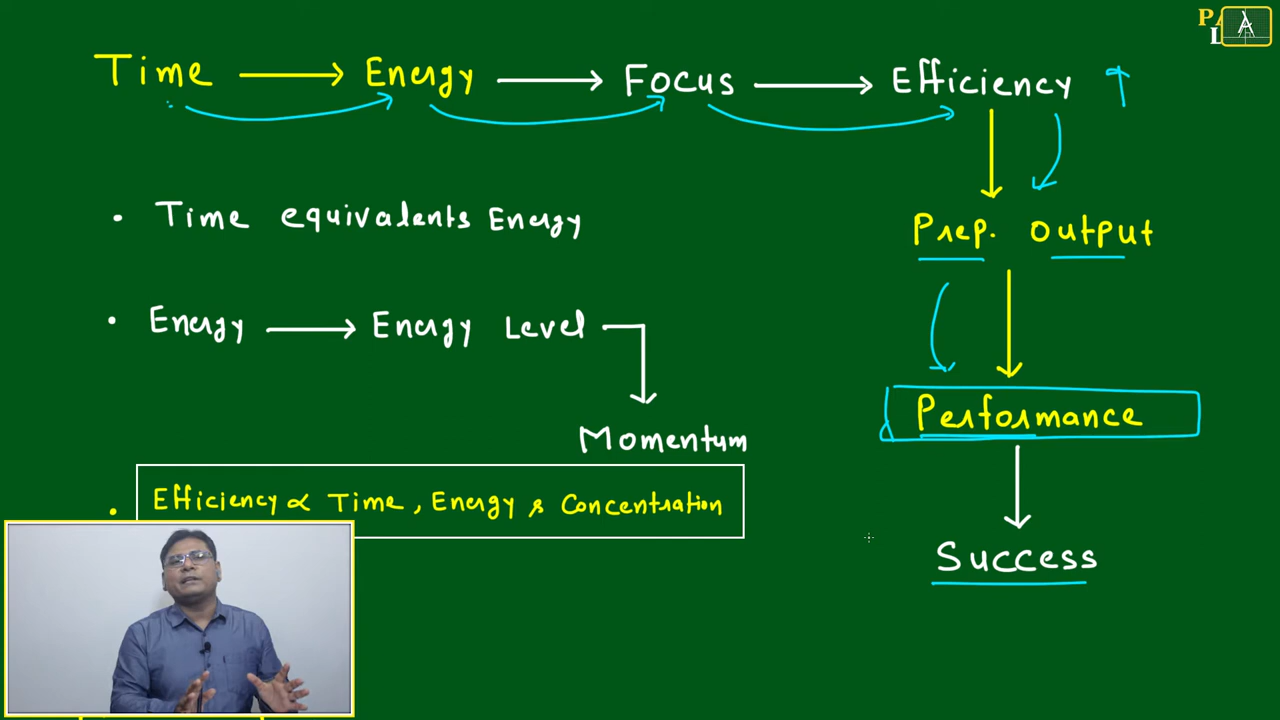 Time → Energy → Focus → Efficiency ↑
• Time equivalents Energy
Prep. Output
• Energy → Energy Level
Performance
Momentum
• Efficiency ∝ Time, Energy & Concentration
Success